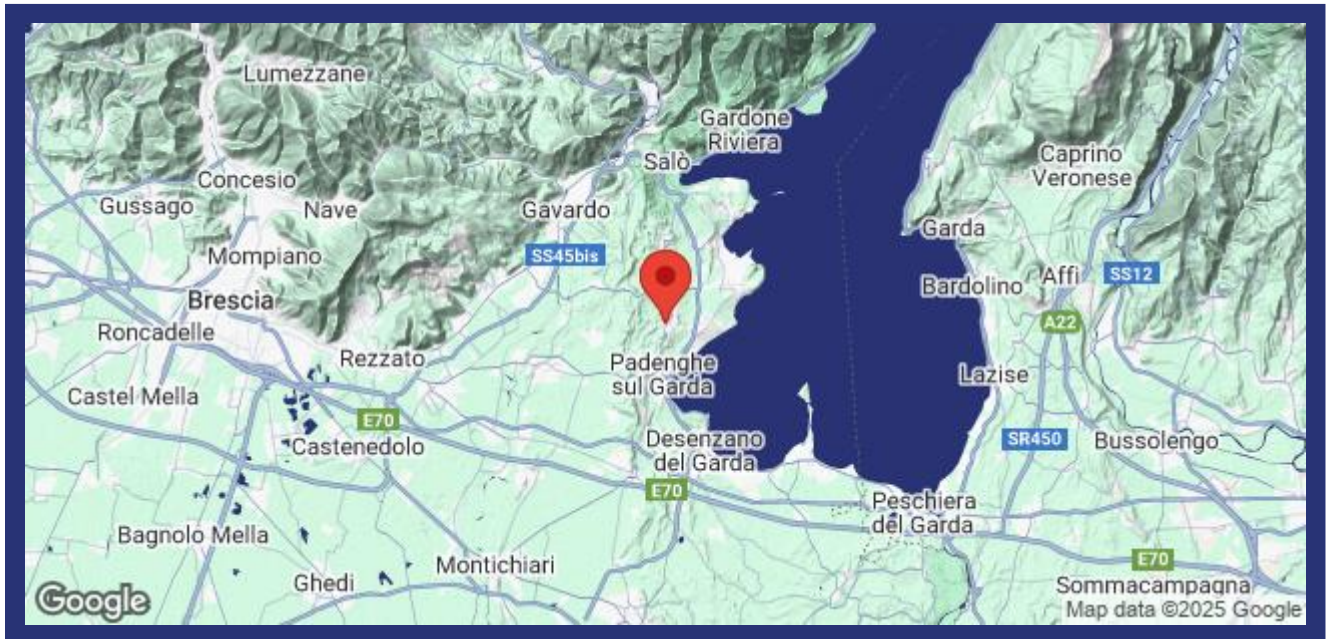 Lumezzane
Gardone
Riviera
Salò
Caprino
Veronese
Concesio
Gussago
Nave
Gavardo
Garda
Mompiano
SS45bis
Bardolino
Affi
SS12
Brescia
A22
Roncadelle
Rezzato
Padenghe
sul Garda
Lazise
Castel Mella
E70
Castenedolo
Desenzano
del Garda
SR450
Bussolengo
E70
Peschiera
del Garda
Bagnolo Mella
Montichiari
E70
Ghedi
Sommacampagna
Google
Map data ©2025 Google